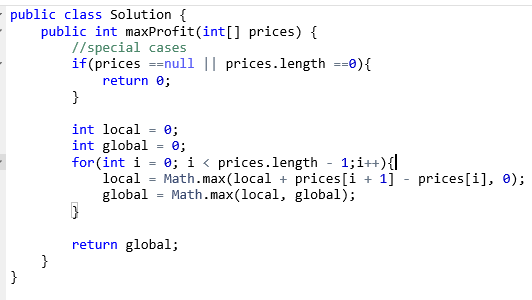 public class Solution {
    public int maxProfit(int[] prices) {
        //special cases
        if(prices ==null || prices.length ==0){
            return 0;
        }
        int local = 0;
        int global = 0;
        for(int i = 0; i < prices.length - 1;i++){
            local = Math.max(local + prices[i + 1] - prices[i], 0);
            global = Math.max(local, global);
        }
        return global;
    }
}